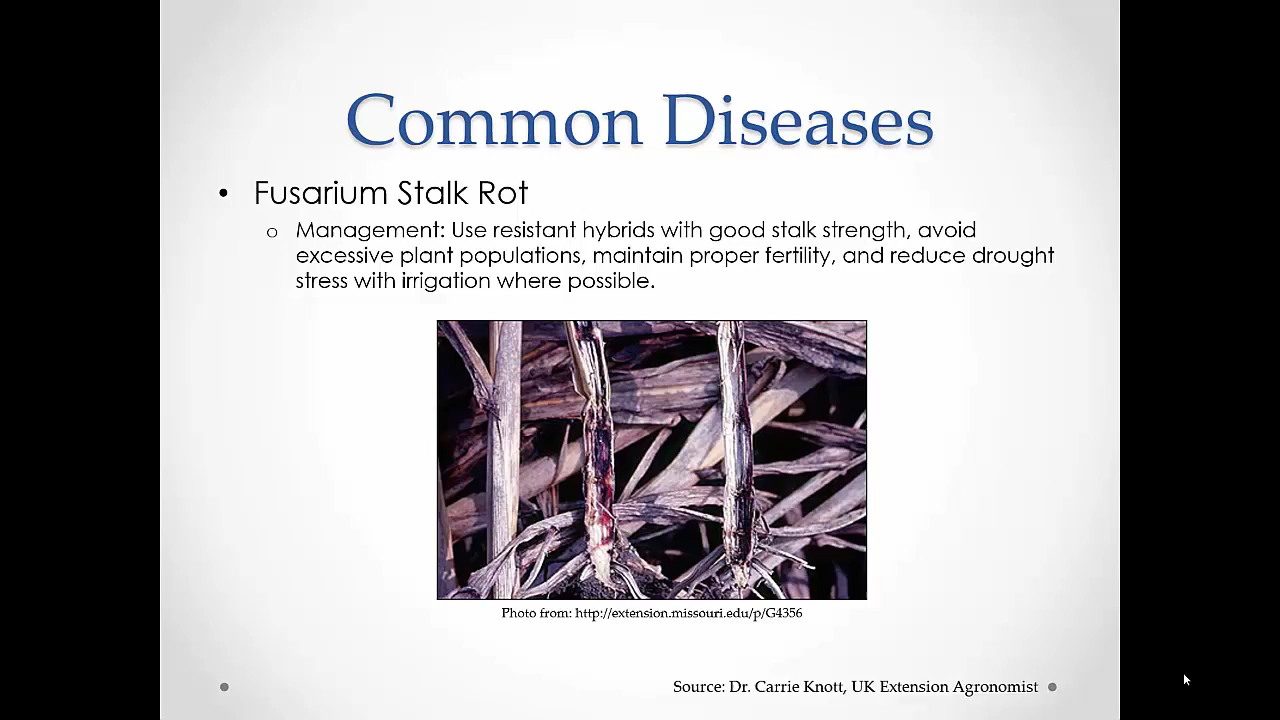 Common Diseases
• Fusarium Stalk Rot
o Management: Use resistant hybrids with good stalk strength, avoid
excessive plant populations, maintain proper fertility, and reduce drought
stress with irrigation where possible.
Photo from: http://extension.missouri.edu/p/G4356
Source: Dr. Carrie Knott, UK Extension Agronomist